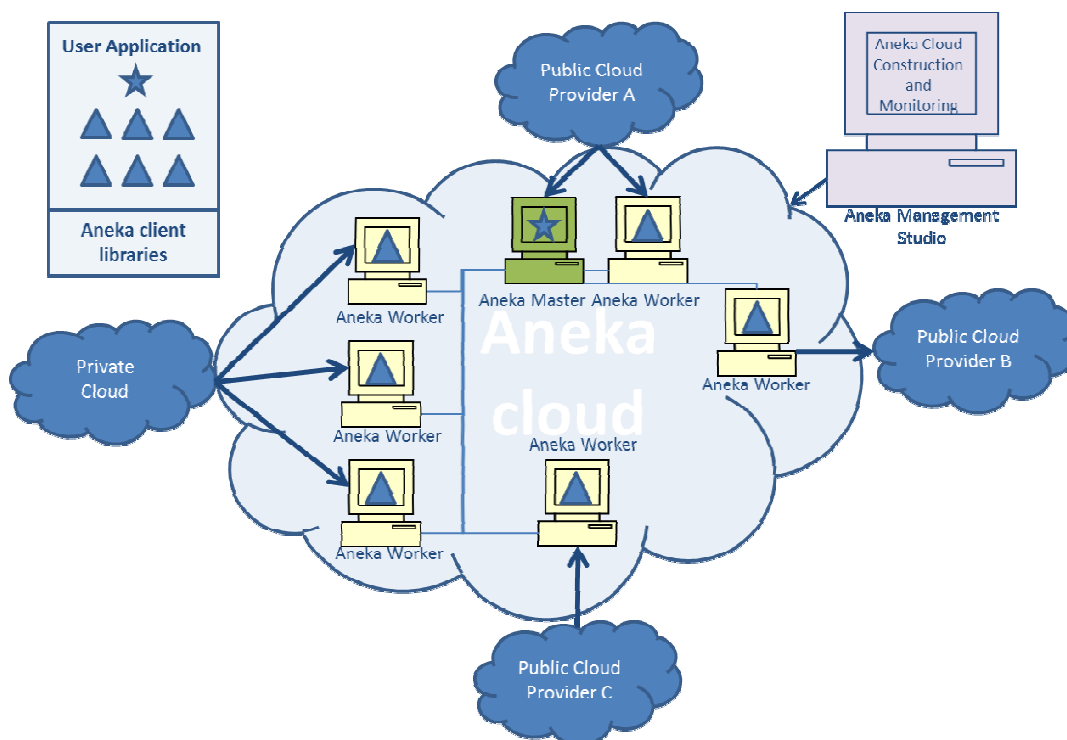 User Application
Aneka client
libraries
Public Cloud
Provider A
Aneka Cloud
Construction
and
Monitoring
Aneka Management
Studio
Aneka Worker
Aneka Master
Aneka Worker
Aneka
cloud
Private
Cloud
Aneka Worker
Aneka Worker
Public Cloud
Provider B
Aneka Worker
Aneka Worker
Aneka Worker
Public Cloud
Provider C